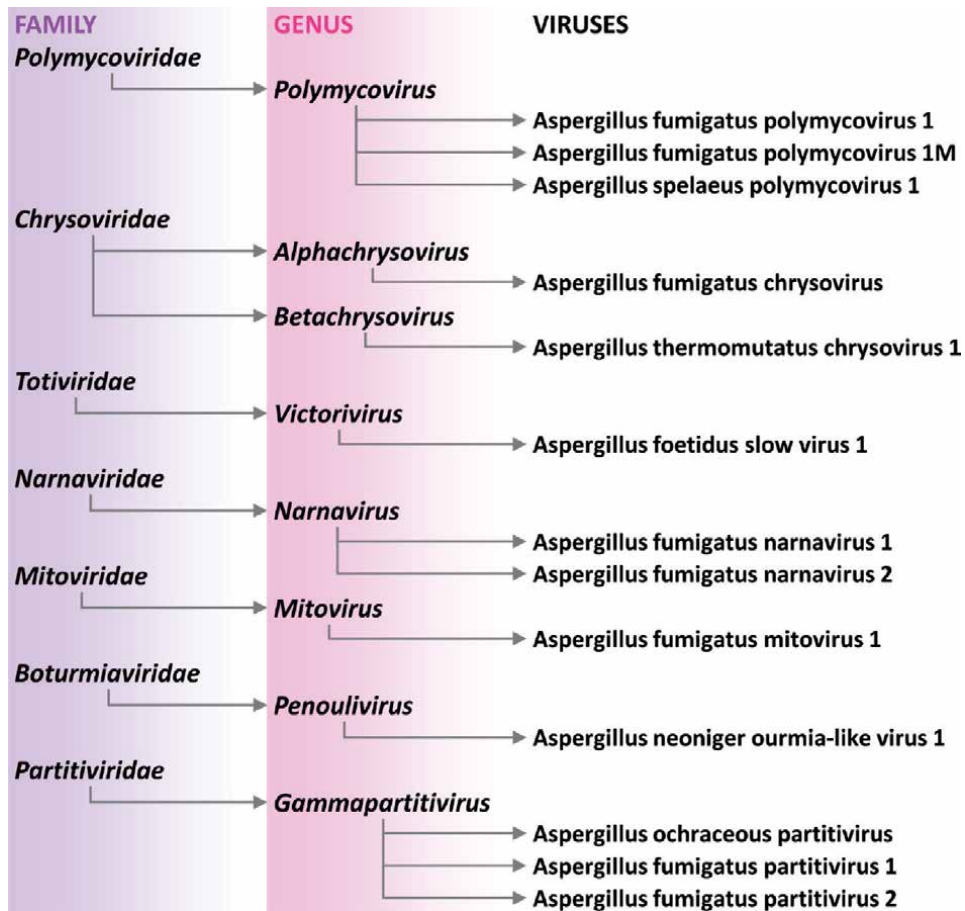 FAMILY GENUS VIRUSES
Polymycoviridae
Polymycovirus
Aspergillus fumigatus polymycovirus 1
Aspergillus fumigatus polymycovirus 1M
Aspergillus spelaeus polymycovirus 1
Chrysoviridae
Alphachrysovirus
Aspergillus fumigatus chrysovirus
Betachrysovirus
Aspergillus thermomutatus chrysovirus 1
Totiviridae
Victorivirus
Aspergillus foetidus slow virus 1
Narnaviridae
Narnavirus
Aspergillus fumigatus narnavirus 1
Aspergillus fumigatus narnavirus 2
Mitoviridae
Mitovirus
Aspergillus fumigatus mitovirus 1
Boturmiaviridae
Penoulivirus
Aspergillus neoniger ourmia-like virus 1
Partitiviridae
Gammapartitivirus
Aspergillus ochraceous partitivirus
Aspergillus fumigatus partitivirus 1
Aspergillus fumigatus partitivirus 2